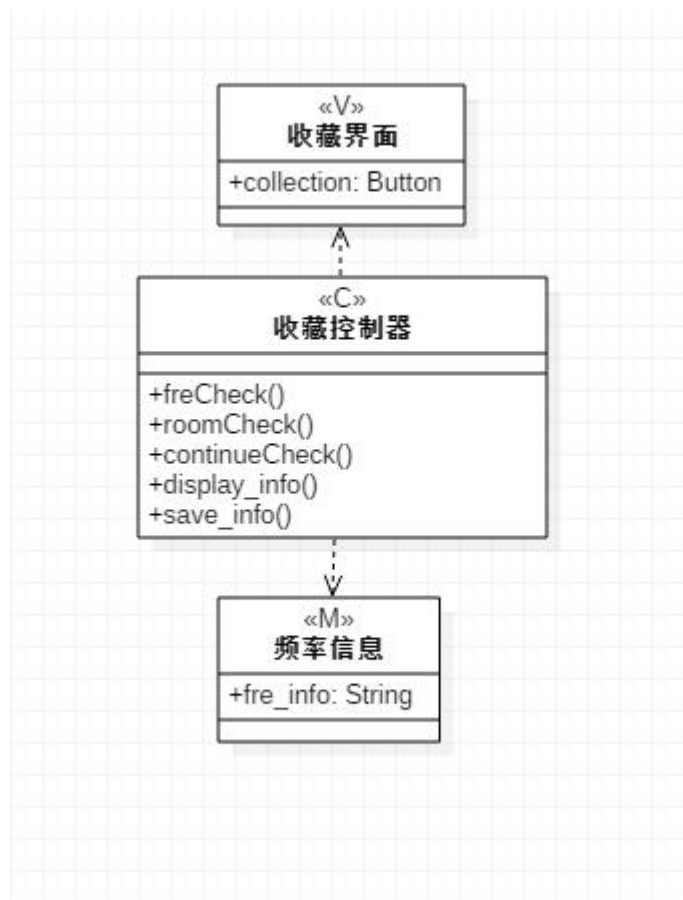 «V»
收藏界面
+collection: Button
«C»
收藏控制器
+freCheck()
+roomCheck()
+continueCheck()
+display_info()
+save_info()
«M»
频率信息
+fre_info: String